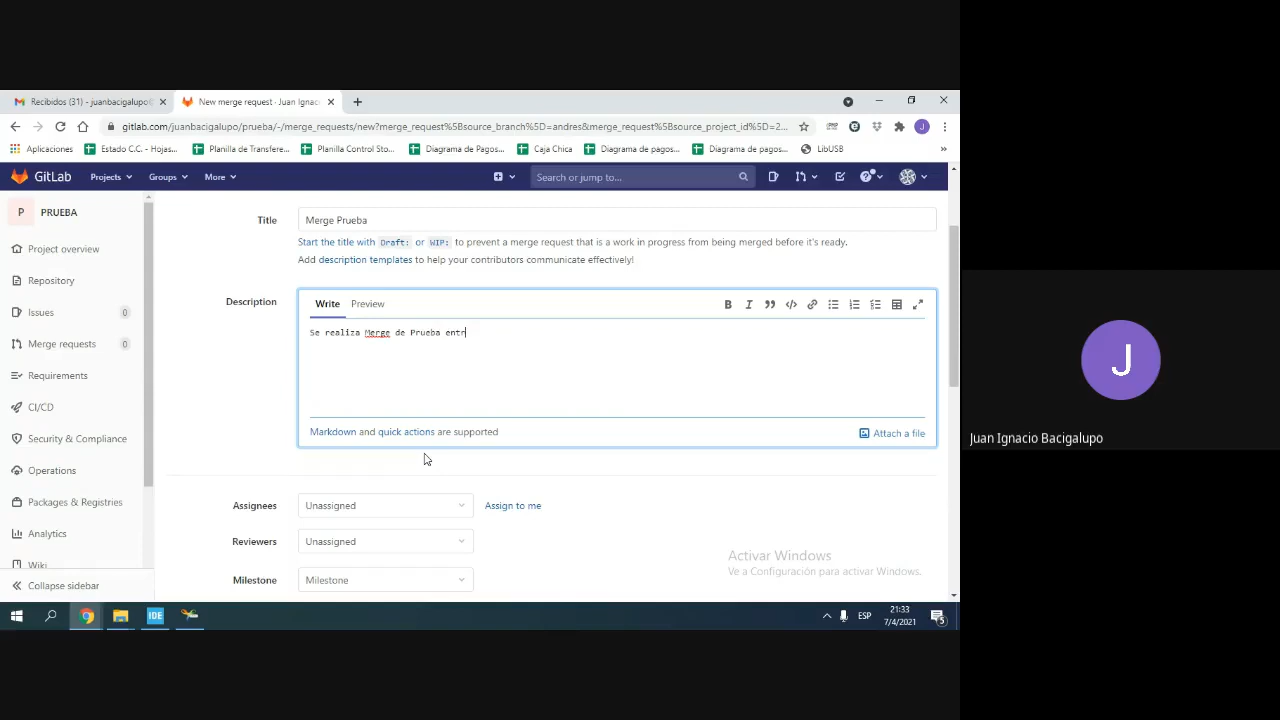 Recibidos (31) - juanbacigalupo@
New merge request · Juan Ignac
gitlab.com/juanbacigalupo/prueba/-/merge_requests/new?merge_request%5Bsource_branch%5D=andres&merge_request%5Bsource_project_id%5D=2...
Aplicaciones
Estado C.C. - Hojas...
Planilla de Transfere...
Planilla Control Sto...
Diagrama de Pagos...
Caja Chica
Diagrama de pagos...
Diagrama de pagos...
LibUSB
»
GitLab
Projects
Groups
More
Search or jump to...
P
PRUEBA
Project overview
Repository
Issues
0
Merge requests
0
Requirements
CI/CD
Security & Compliance
Operations
Packages & Registries
Analytics
Wiki
Collapse sidebar
Title
Merge Prueba
Start the title with Draft: or WIP: to prevent a merge request that is a work in progress from being merged before it's ready.
Add description templates to help your contributors communicate effectively!
Description
Write
Preview
Se realiza Merge de Prueba entr
Markdown and quick actions are supported
Attach a file
Assignees
Unassigned
Assign to me
Reviewers
Unassigned
Milestone
Milestone
Activar Windows
Ve a Configuración para activar Windows.
IDE
ESP
21:33
7/4/2021
5
J
Juan Ignacio Bacigalupo